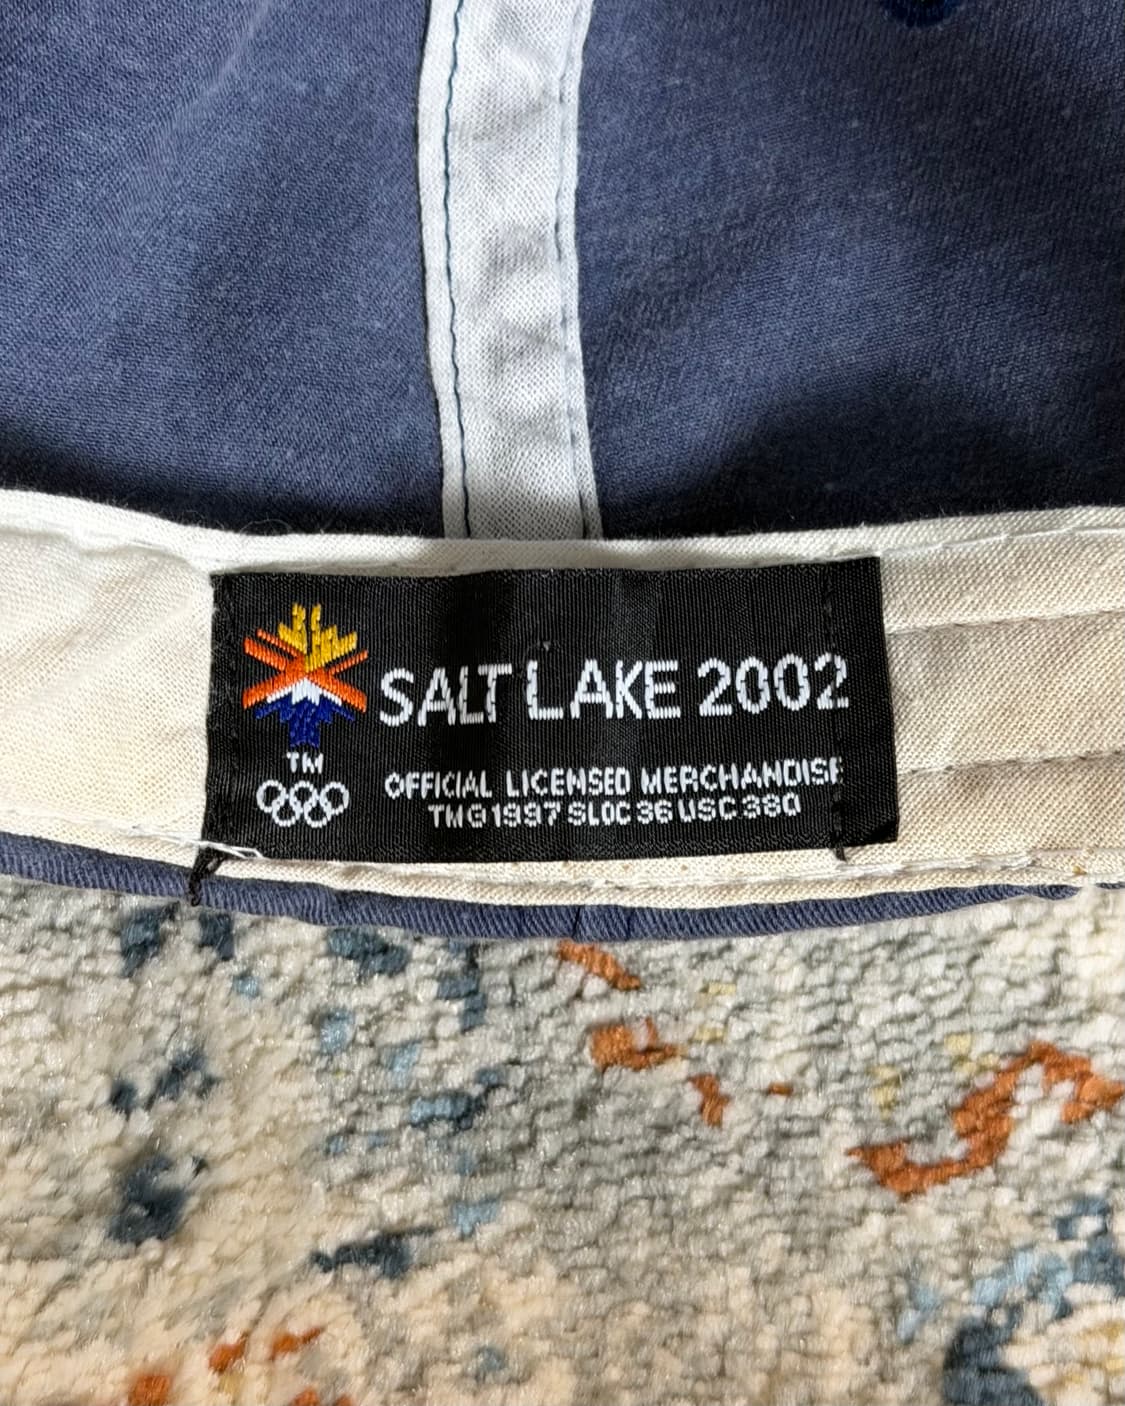 SALT LAKE 2002
TM
OFFICIAL LICENSED MERCHANDISE
TM©1997 SLOC 36 USC 380